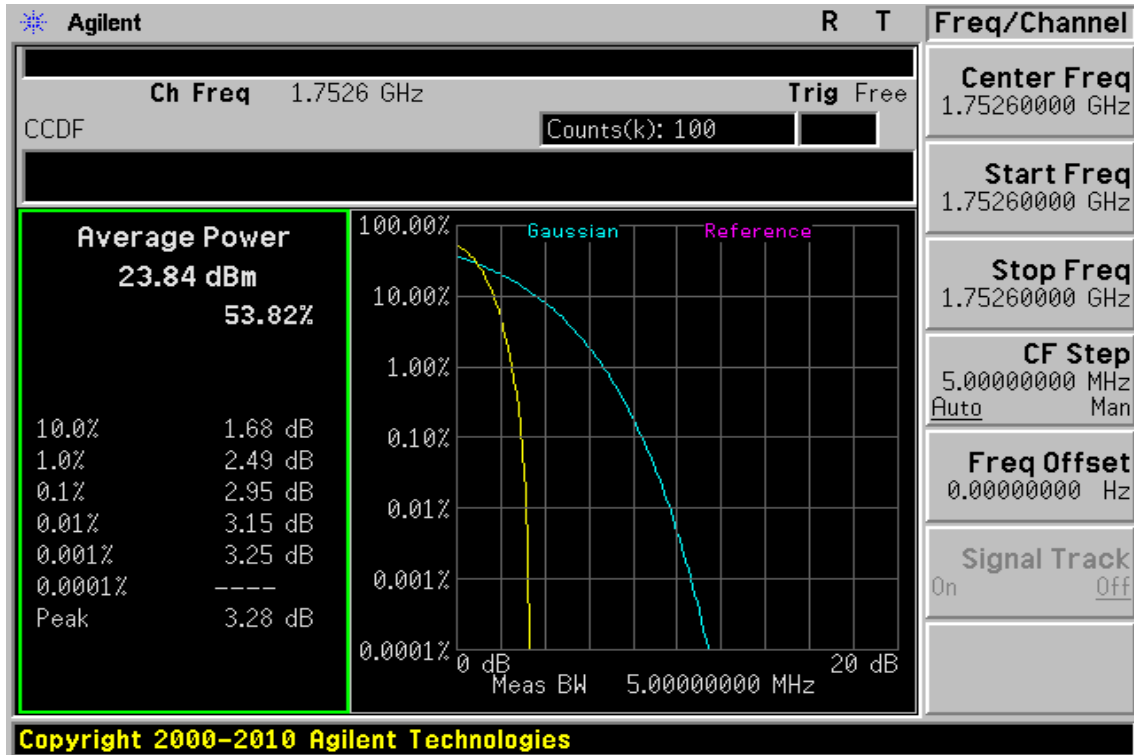 Agilent R T
Ch Freq 1.7526 GHz Trig Free
CCDF Counts(k): 100
Average Power
23.84 dBm
53.82%
10.0% 1.68 dB
1.0% 2.49 dB
0.1% 2.95 dB
0.01% 3.15 dB
0.001% 3.25 dB
0.0001% ----
Peak 3.28 dB
Gaussian Reference
100.00%
10.00%
1.00%
0.10%
0.01%
0.001%
0.0001%
0 dB 20 dB
Meas BW 5.00000000 MHz
Freq/Channel
Center Freq
1.75260000 GHz
Start Freq
1.75260000 GHz
Stop Freq
1.75260000 GHz
CF Step
5.00000000 MHz
Auto Man
Freq Offset
0.00000000 Hz
Signal Track
On Off
Copyright 2000-2010 Agilent Technologies